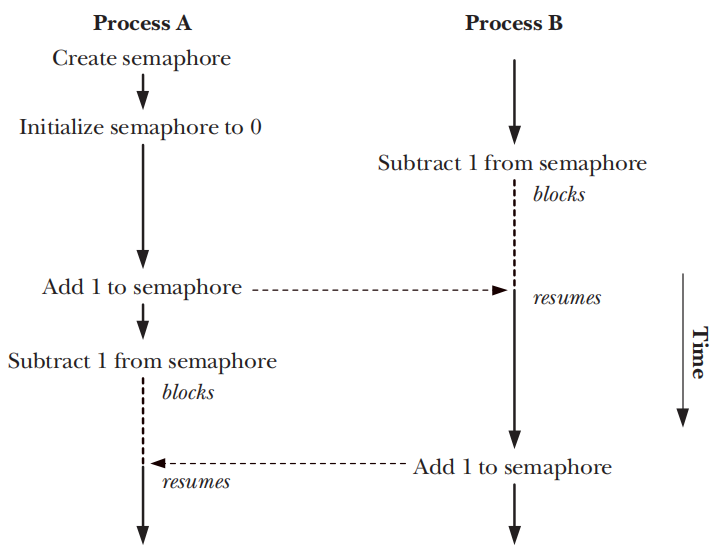 Process A
Process B
Create semaphore
Initialize semaphore to 0
Subtract 1 from semaphore
blocks
Add 1 to semaphore
resumes
Subtract 1 from semaphore
blocks
Add 1 to semaphore
resumes
Time